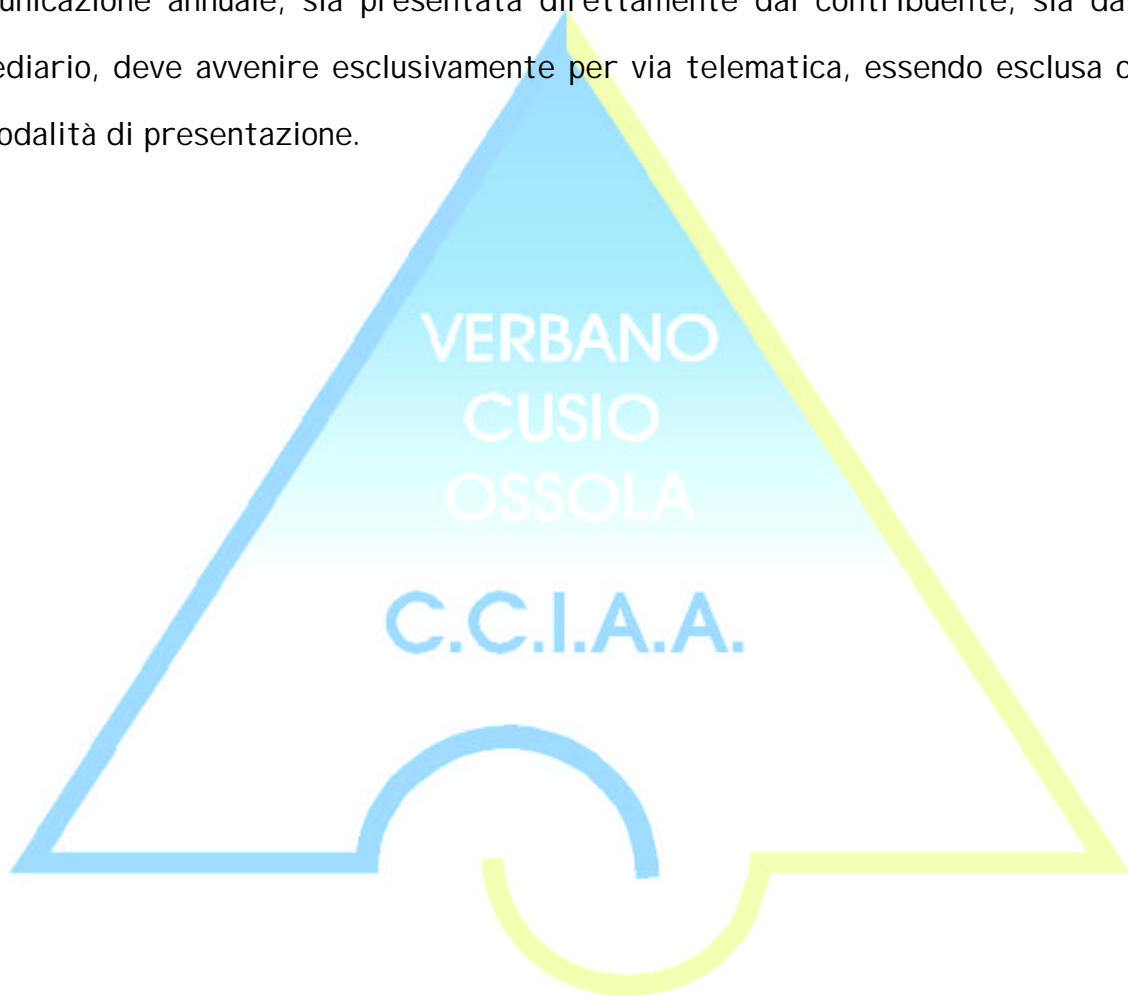 unicazione annuale, sia presentata direttamente dal contribuente, sia da
ediario, deve avvenire esclusivamente per via telematica, essendo esclusa o
odalità di presentazione.
VERBANO
CUSIO
OSSOLA
C.C.I.A.A.